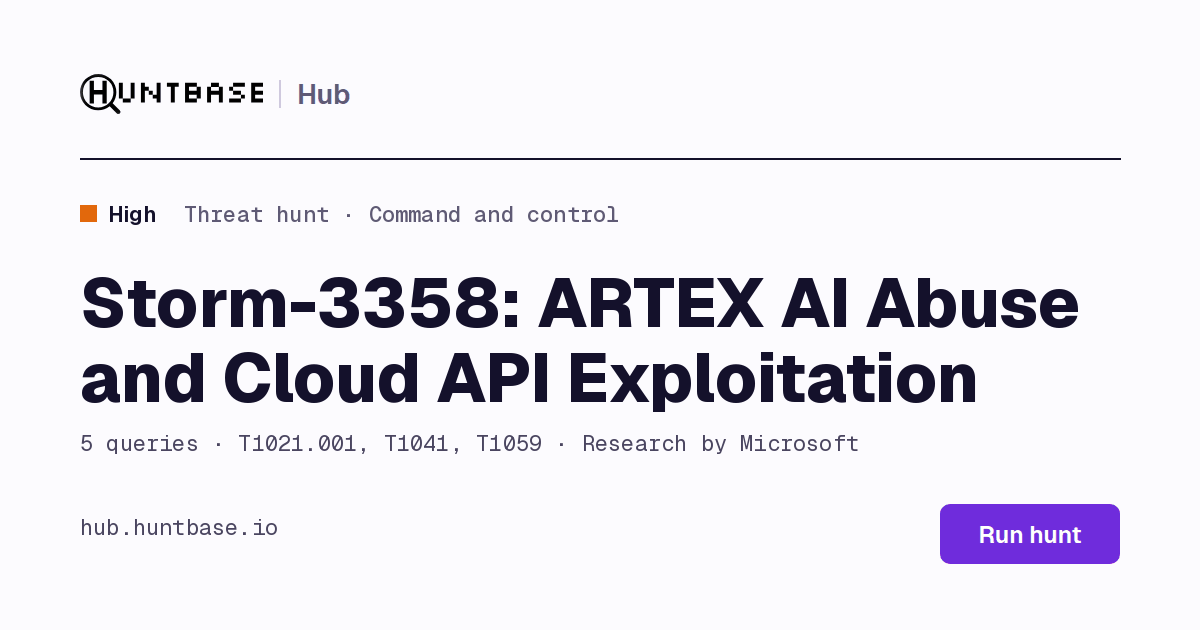 HUNTBASE Hub
High Threat hunt · Command and control
Storm-3358: ARTEX AI Abuse
and Cloud API Exploitation
5 queries · T1021.001, T1041, T1059 · Research by Microsoft
hub.huntbase.io
Run hunt